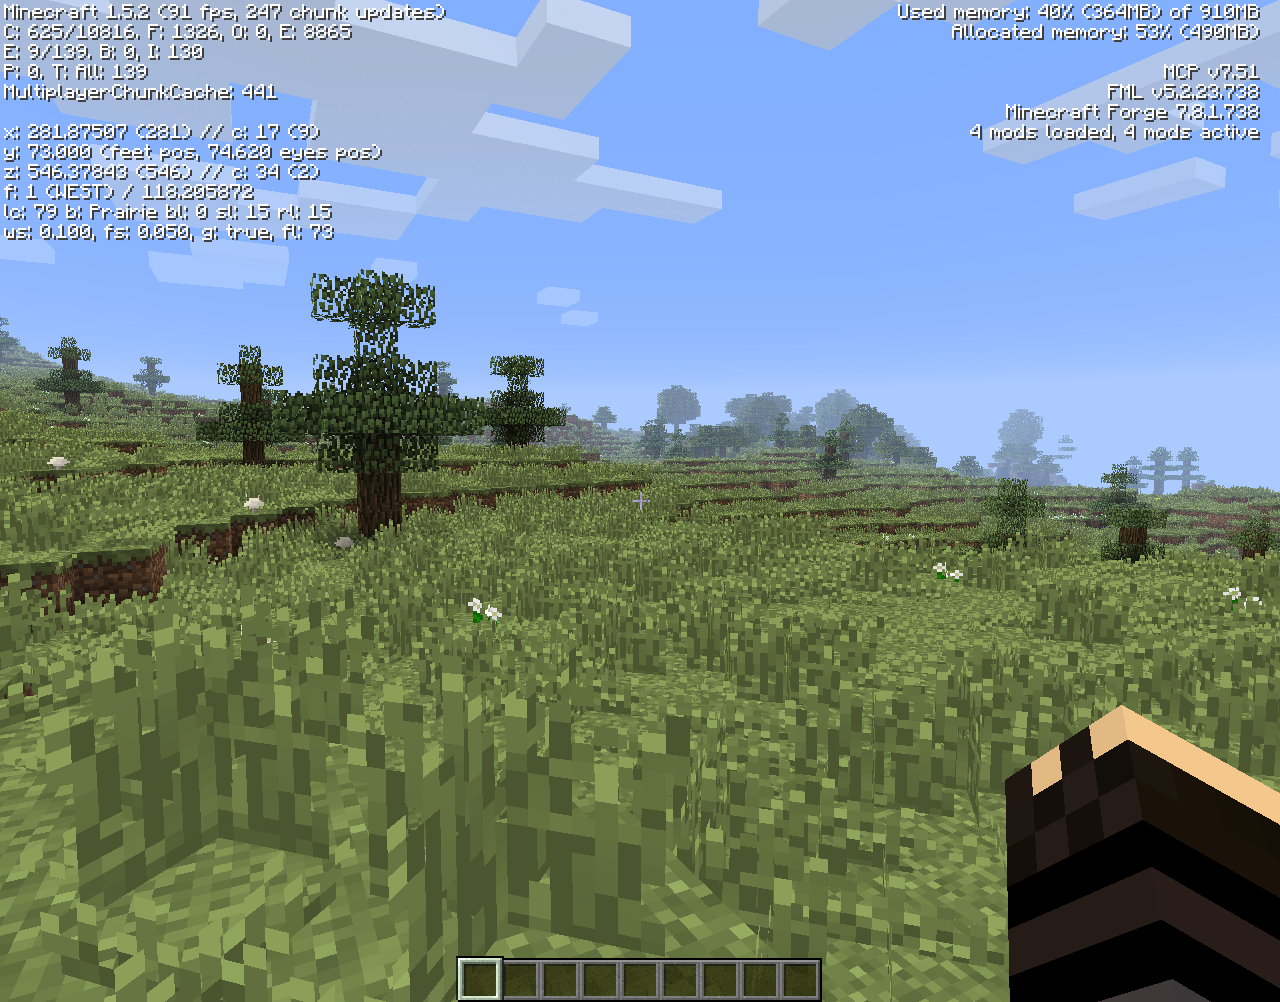 Minecraft 1.5.2 (91 fps, 247 chunk updates)
C: 625/10816. F: 1326, O: 0, E: 8865
E: 9/139. B: 0, I: 130
P: 0. T: All: 139
MultiplayerChunkCache: 441
x: 281.87507 (281) // c: 17 (9)
y: 73.000 (feet pos, 74.620 eyes pos)
z: 546.37843 (546) // c: 34 (2)
f: 1 (WEST) / 118.205872
lc: 79 b: Prairie bl: 0 sl: 15 rl: 15
ws: 0.100, fs: 0.050, g: true, fl: 73
Used memory: 40% (364MB) of 910MB
Allocated memory: 53% (490MB)
MCP v7.51
FML v5.2.23.738
Minecraft Forge 7.8.1.738
4 mods loaded, 4 mods active